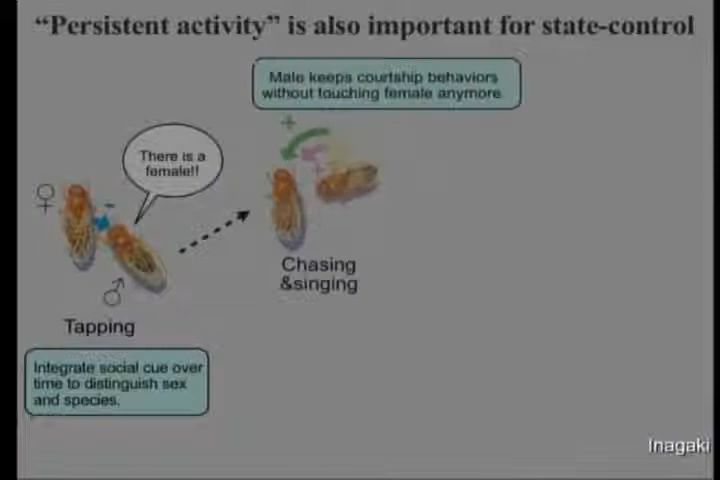 “Persistent activity” is also important for state-control
Male keeps courtship behaviors
without touching female anymore
There is a
female!!
Chasing
&singing
Tapping
Integrate social cue over
time to distinguish sex
and species.
Inagaki